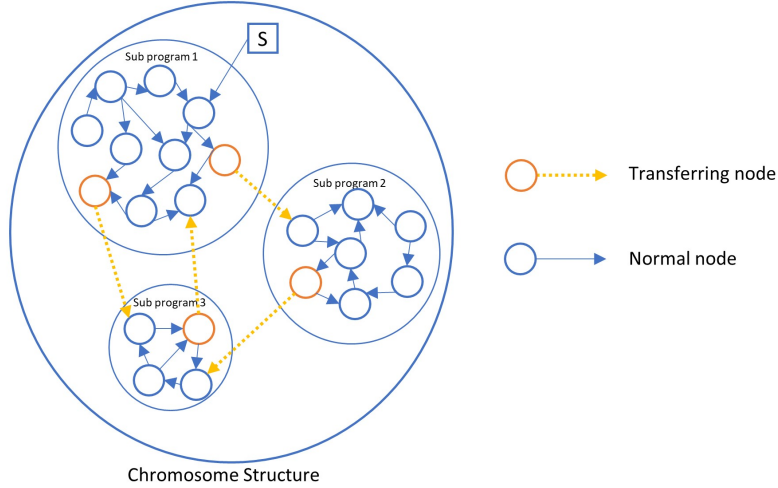 S
Sub program 1
Sub program 2
Transferring node
Normal node
Sub program 3
Chromosome Structure